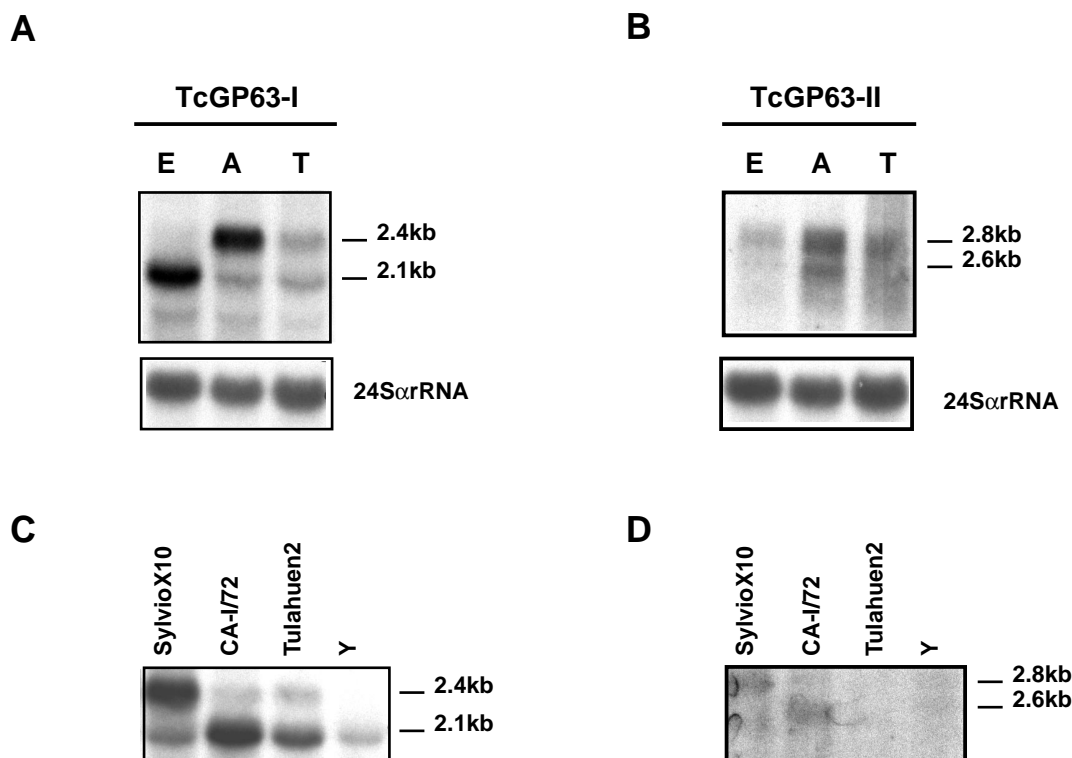 A
TcGP63-I
E A T
2.4kb
2.1kb
24SαrRNA
B
TcGP63-II
E A T
2.8kb
2.6kb
24SαrRNA
C
SylvioX10
CA-I/72
Tulahuen2
Y
2.4kb
2.1kb
D
SylvioX10
CA-I/72
Tulahuen2
Y
2.8kb
2.6kb